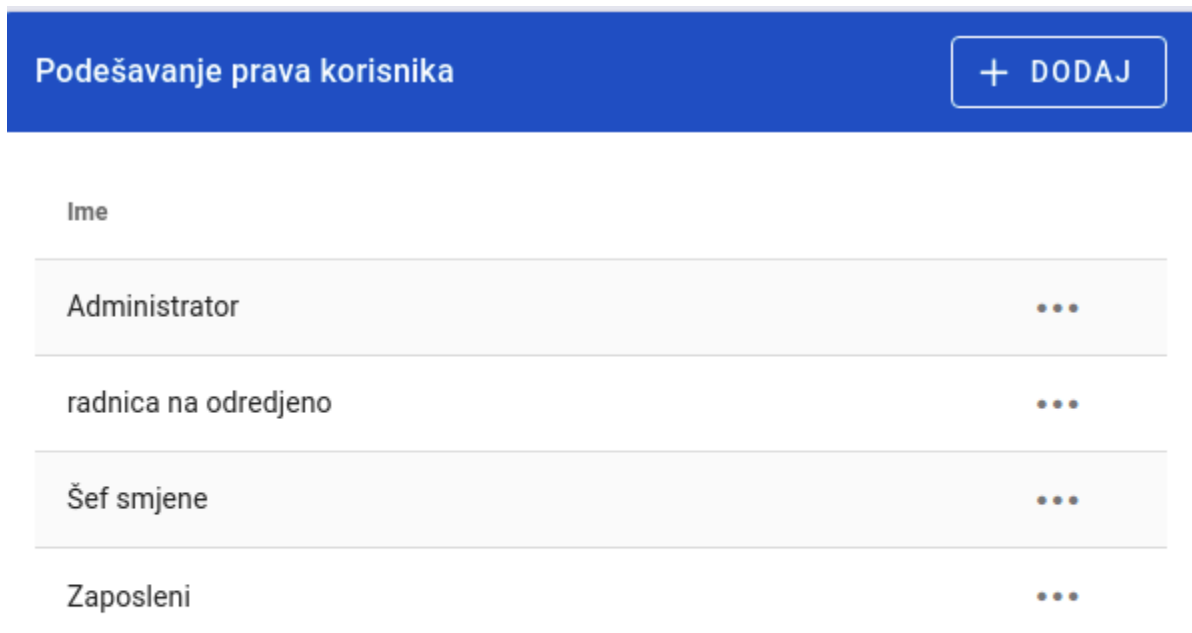 Podešavanje prava korisnika
+ DODAJ
Ime
Administrator
radnica na odredjeno
Šef smjene
Zaposleni